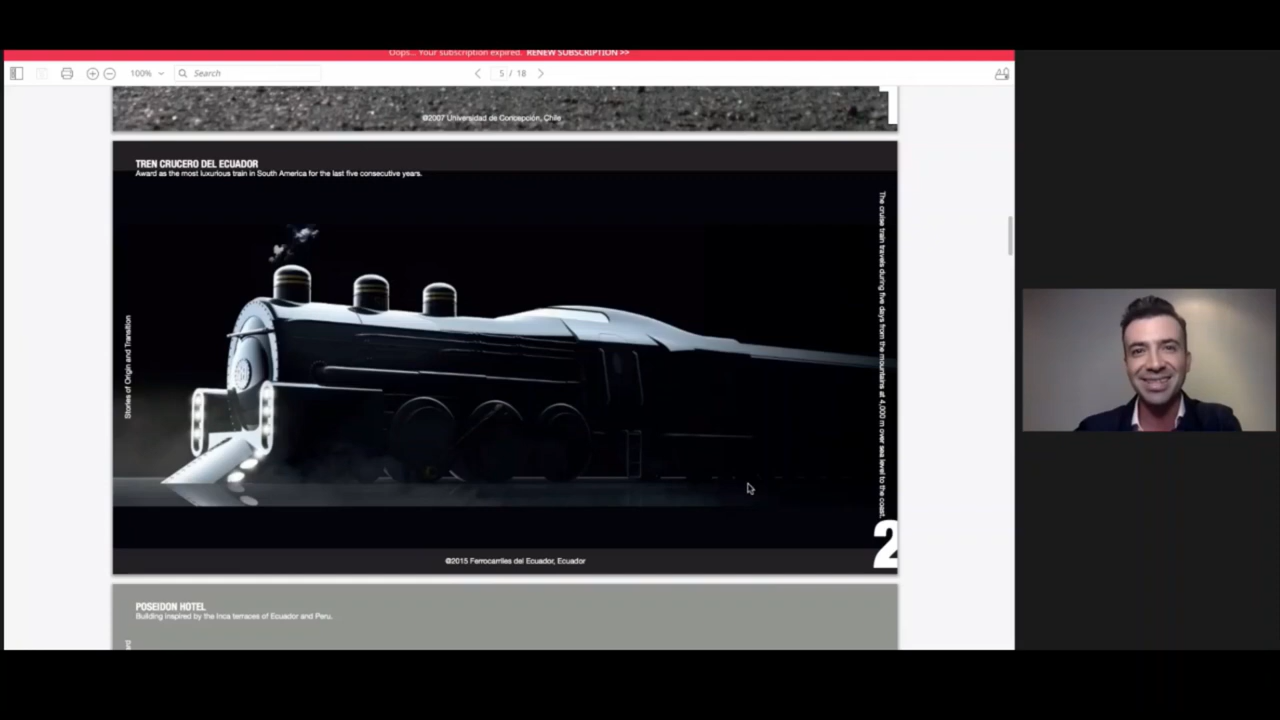 Oops... Your subscription expired. RENEW SUBSCRIPTION >>
100%
Search
5 / 18
©2007 Universidad de Concepción, Chile
1
TREN CRUCERO DEL ECUADOR
Award as the most luxurious train in South America for the last five consecutive years.
Stories of Origin and Transition
The cruise train travels during five days from the mountains at 4,000 m over sea level to the coast.
2
©2015 Ferrocarriles del Ecuador, Ecuador
POSEIDON HOTEL
Building inspired by the Inca terraces of Ecuador and Peru.